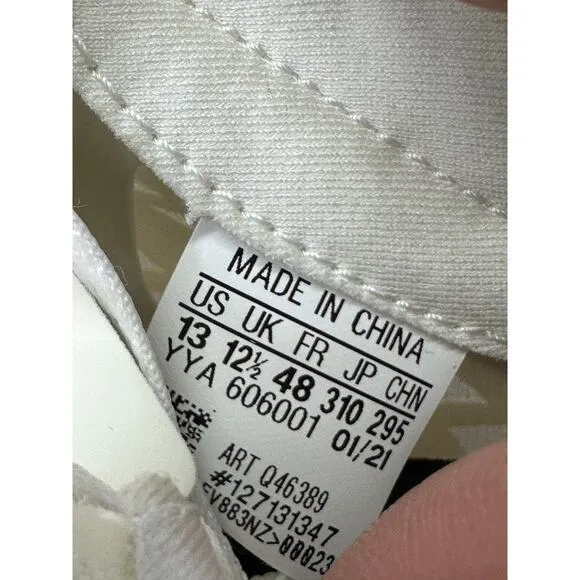 MADE IN CHINA
US UK FR JP CHN
13 12½ 48 310 295
YYA 606001 01/21
ART Q46389
#127131347
EV883NZ>00023